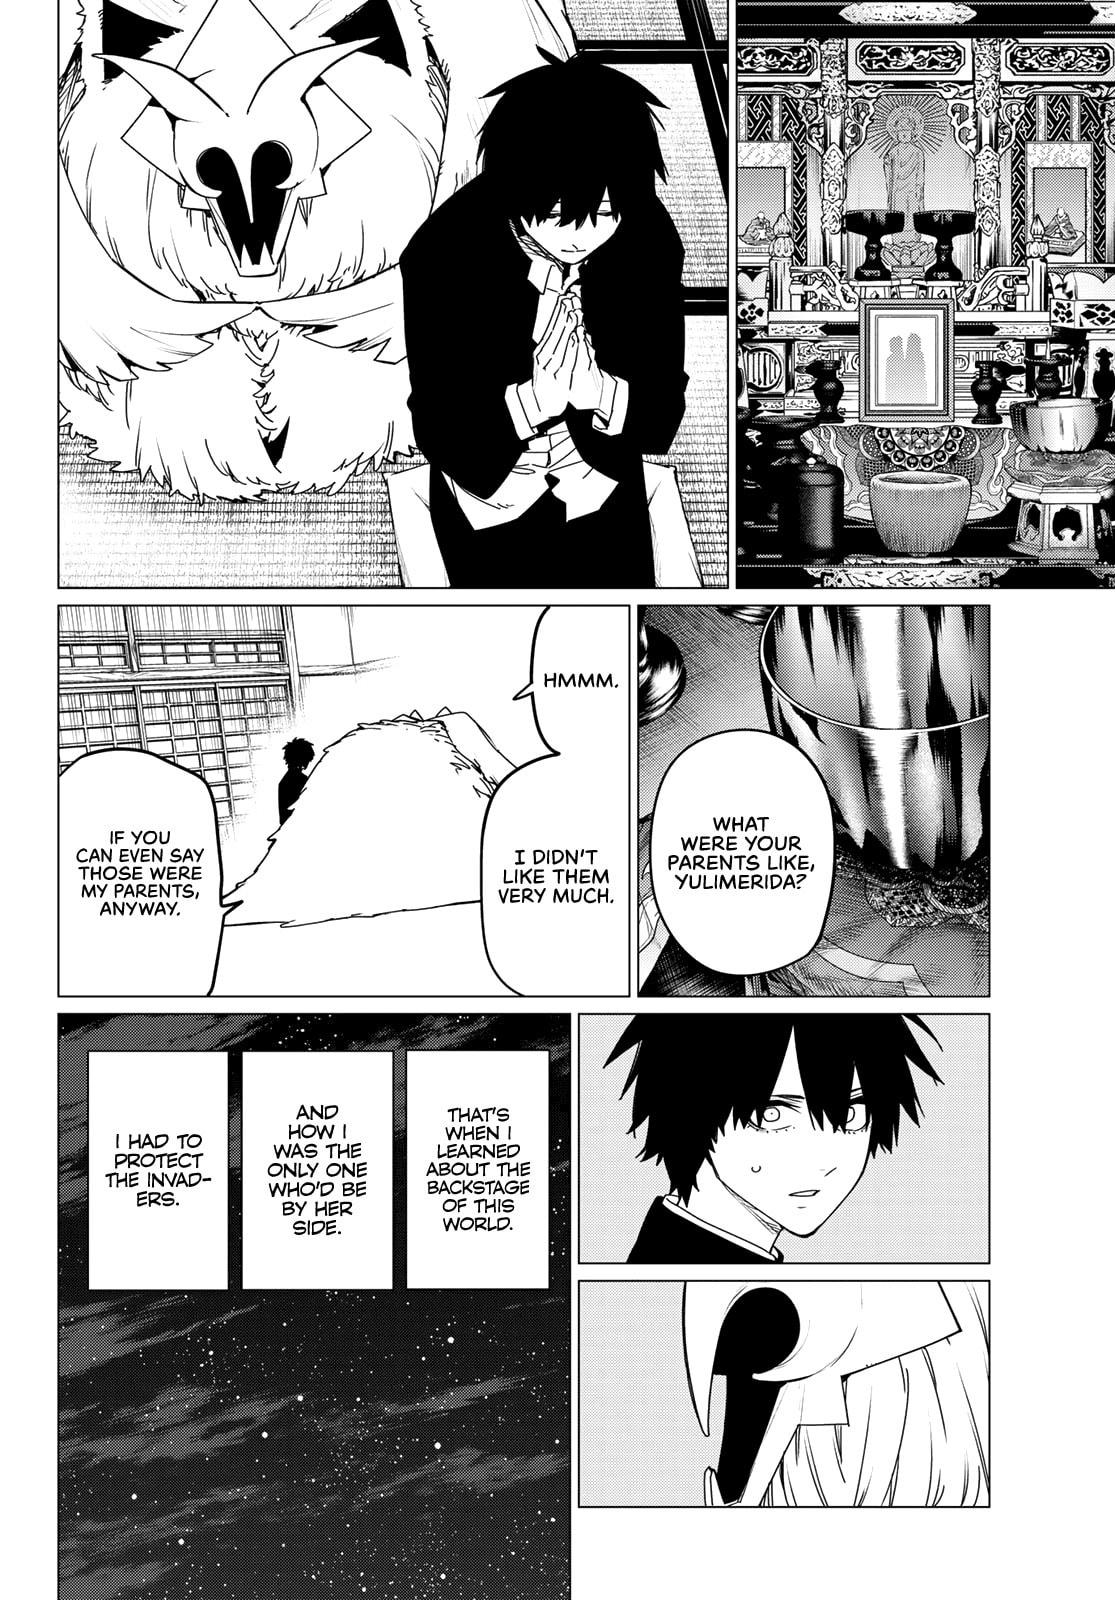 WHAT
WERE YOUR
PARENTS LIKE,
YULIMERIDA?
HMMM.
I DIDN'T
LIKE THEM
VERY MUCH.
IF YOU
CAN EVEN SAY
THOSE WERE
MY PARENTS,
ANYWAY.
THAT'S
WHEN I
LEARNED
ABOUT THE
BACKSTAGE
OF THIS
WORLD.
AND
HOW I
WAS THE
ONLY ONE
WHO'D BE
BY HER
SIDE.
I HAD TO
PROTECT
THE INVAD-
ERS.